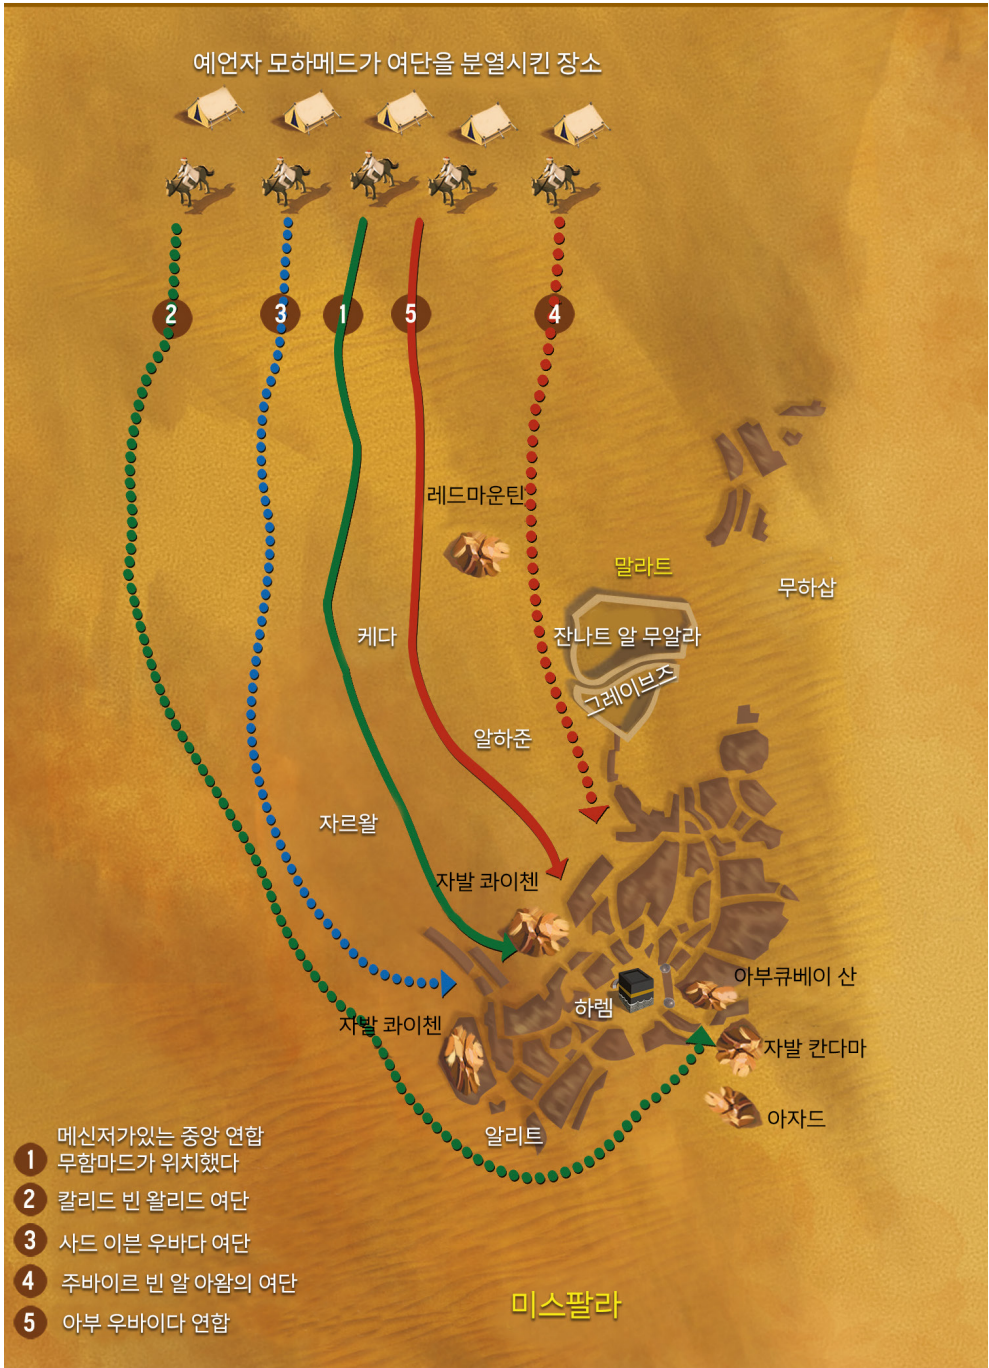 예언자 모하메드가 여단을 분열시킨 장소
2
3
1
5
4
레드마운틴
말라트
무하삽
케다
잔나트 알 무알라
그레이브즈
알하준
자르왈
자발 콰이첸
아부큐베이 산
하렘
자발 콰이첸
자발 칸다마
아자드
알리트
메신저가있는 중앙 연합
1 무함마드가 위치했다
2 칼리드 빈 왈리드 여단
3 사드 이븐 우바다 여단
4 주바이르 빈 알 아왐의 여단
5 아부 우바이다 연합
미스팔라